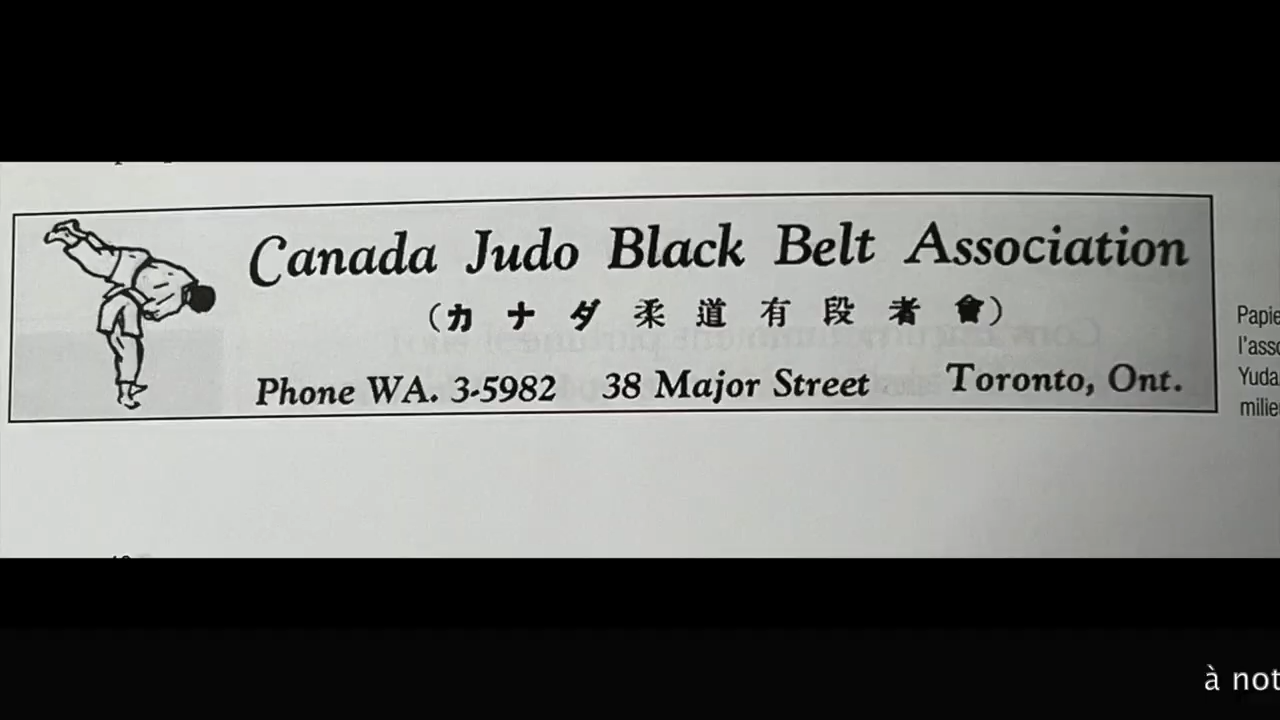 Canada Judo Black Belt Association
(カナダ柔道有段者會)
Phone WA. 3-5982 38 Major Street Toronto, Ont.
Papie
l'asso
Yuda
milie
à not